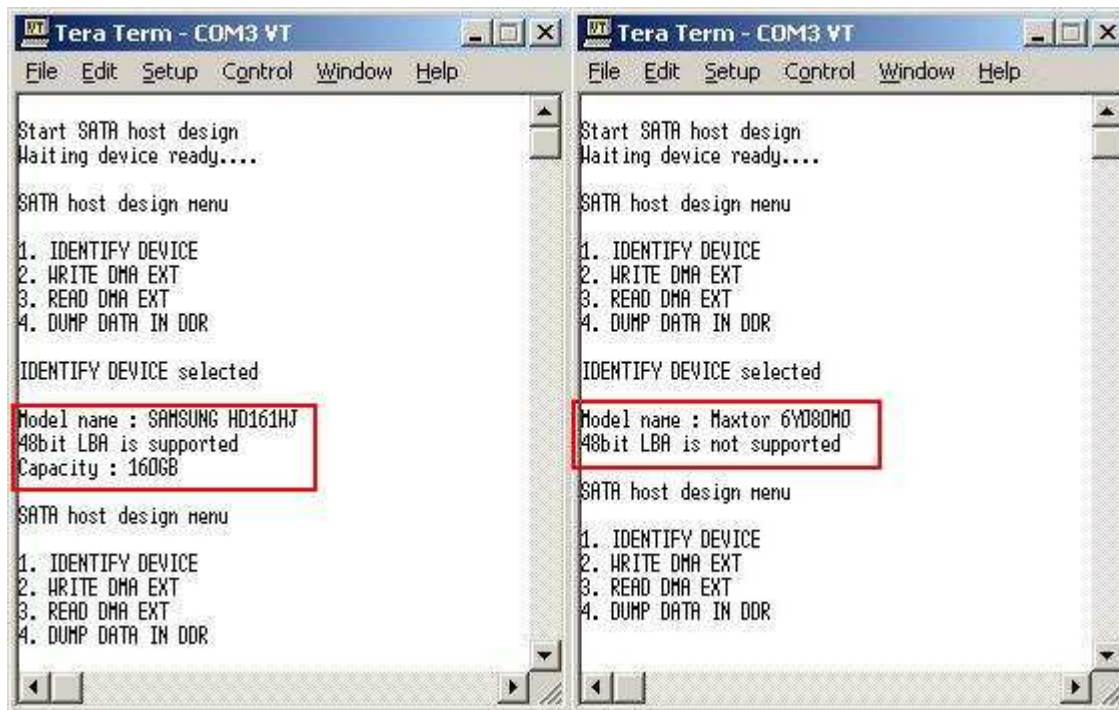 Tera Term - COM3 VT
File Edit Setup Control Window Help
Start SATA host design
Waiting device ready....
SATA host design menu
1. IDENTIFY DEVICE
2. WRITE DMA EXT
3. READ DMA EXT
4. DUMP DATA IN DDR
IDENTIFY DEVICE selected
Model name : SAMSUNG HD161HJ
48bit LBA is supported
Capacity : 160GB
SATA host design menu
1. IDENTIFY DEVICE
2. WRITE DMA EXT
3. READ DMA EXT
4. DUMP DATA IN DDR
Tera Term - COM3 VT
File Edit Setup Control Window Help
Start SATA host design
Waiting device ready....
SATA host design menu
1. IDENTIFY DEVICE
2. WRITE DMA EXT
3. READ DMA EXT
4. DUMP DATA IN DDR
IDENTIFY DEVICE selected
Model name : Maxtor 6Y080M0
48bit LBA is not supported
SATA host design menu
1. IDENTIFY DEVICE
2. WRITE DMA EXT
3. READ DMA EXT
4. DUMP DATA IN DDR